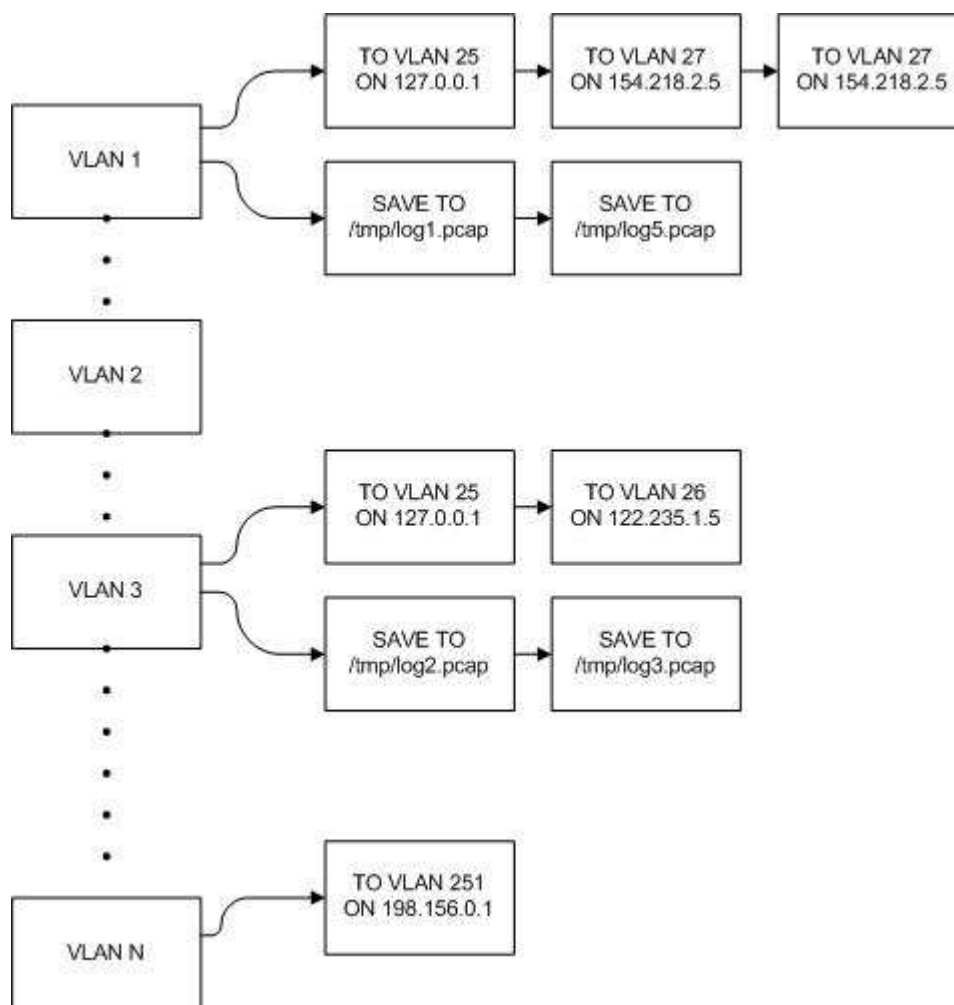 TO VLAN 25
ON 127.0.0.1
TO VLAN 27
ON 154.218.2.5
TO VLAN 27
ON 154.218.2.5
VLAN 1
SAVE TO
/tmp/log1.pcap
SAVE TO
/tmp/log5.pcap
VLAN 2
TO VLAN 25
ON 127.0.0.1
TO VLAN 26
ON 122.235.1.5
VLAN 3
SAVE TO
/tmp/log2.pcap
SAVE TO
/tmp/log3.pcap
TO VLAN 251
ON 198.156.0.1
VLAN N